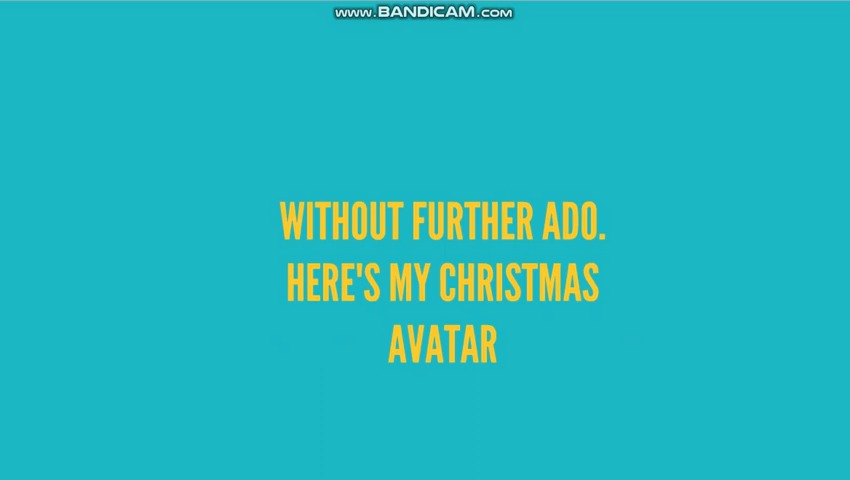 www.BANDICAM.com
WITHOUT FURTHER ADO.
HERE'S MY CHRISTMAS
AVATAR